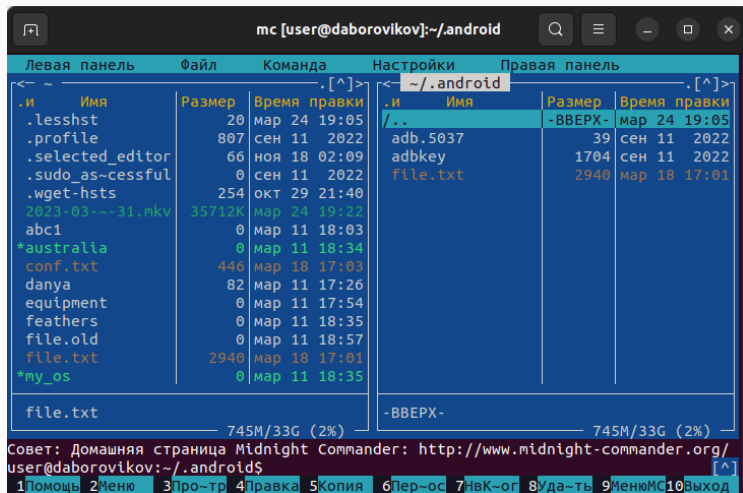 mc [user@daborovikov]:~/.android
Левая панель Файл Команда Настройки Правая панель
<— ~ .[^]> <— ~/.android .[^]>
.и Имя Размер Время правки .и Имя Размер Время правки
.lesshst 20 мар 24 19:05 /.. -ВВЕРХ- мар 24 19:05
.profile 807 сен 11 2022 adb.5037 39 сен 11 2022
.selected_editor 66 ноя 18 02:09 adbkey 1704 сен 11 2022
.sudo_as~cessful 0 сен 11 2022 file.txt 2940 мар 18 17:01
.wget-hsts 254 окт 29 21:40
2023-03-~-31.mkv 35712K мар 24 19:22
abc1 0 мар 11 18:03
*australia 0 мар 11 18:34
conf.txt 446 мар 18 17:03
danya 82 мар 11 17:26
equipment 0 мар 11 17:54
feathers 0 мар 11 18:35
file.old 0 мар 11 18:57
file.txt 2940 мар 18 17:01
*my_os 0 мар 11 18:35
file.txt -ВВЕРХ-
745M/33G (2%) 745M/33G (2%)
Совет: Домашняя страница Midnight Commander: http://www.midnight-commander.org/
user@daborovikov:~/.android$ [^]
1Помощь 2Меню 3Про~тр 4Правка 5Копия 6Пер~ос 7НвК~ог 8Уда~ть 9МенюMC 10Выход